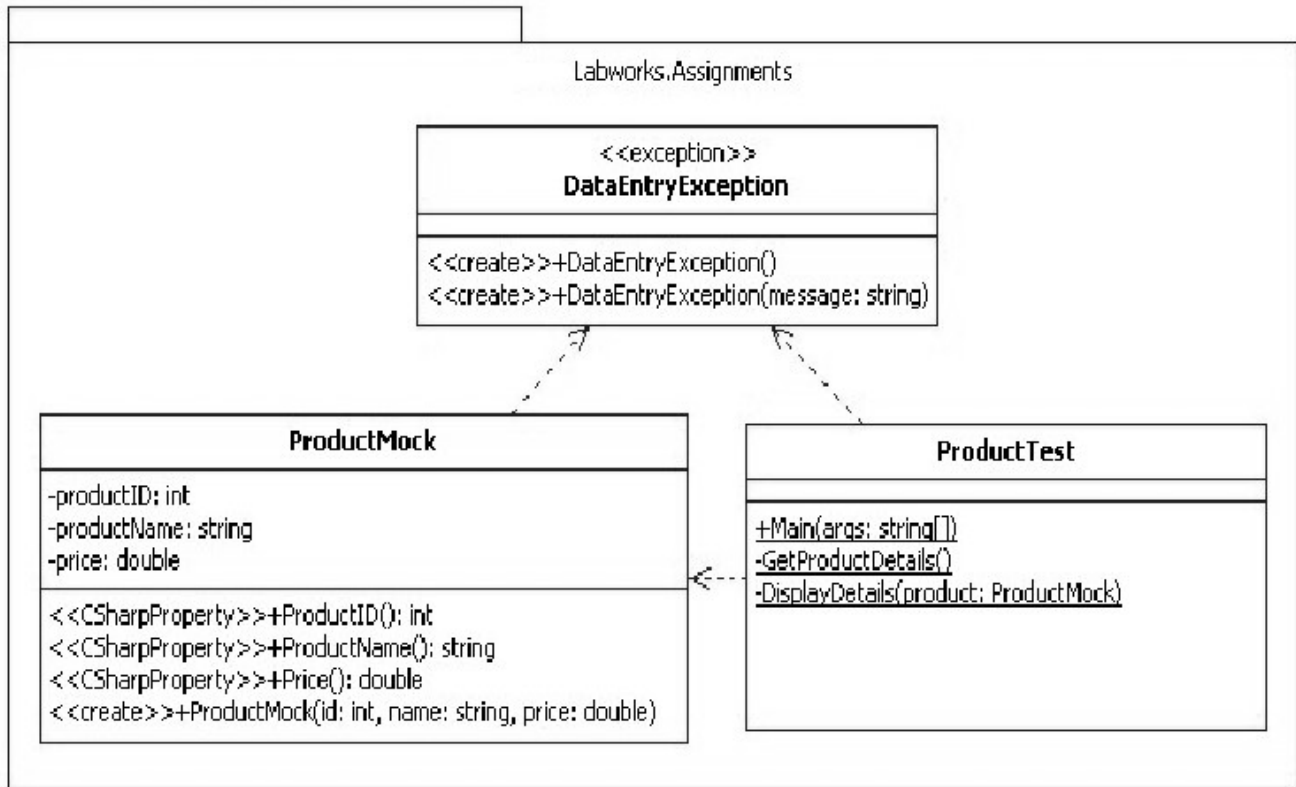 Labworks.Assignments
<<exception>>
DataEntryException
<<create>>+DataEntryException()
<<create>>+DataEntryException(message: string)
ProductMock
-productID: int
-productName: string
-price: double
<<CSharpProperty>>+ProductID(): int
<<CSharpProperty>>+ProductName(): string
<<CSharpProperty>>+Price(): double
<<create>>+ProductMock(id: int, name: string, price: double)
ProductTest
+Main(args: string[])
-GetProductDetails()
-DisplayDetails(product: ProductMock)